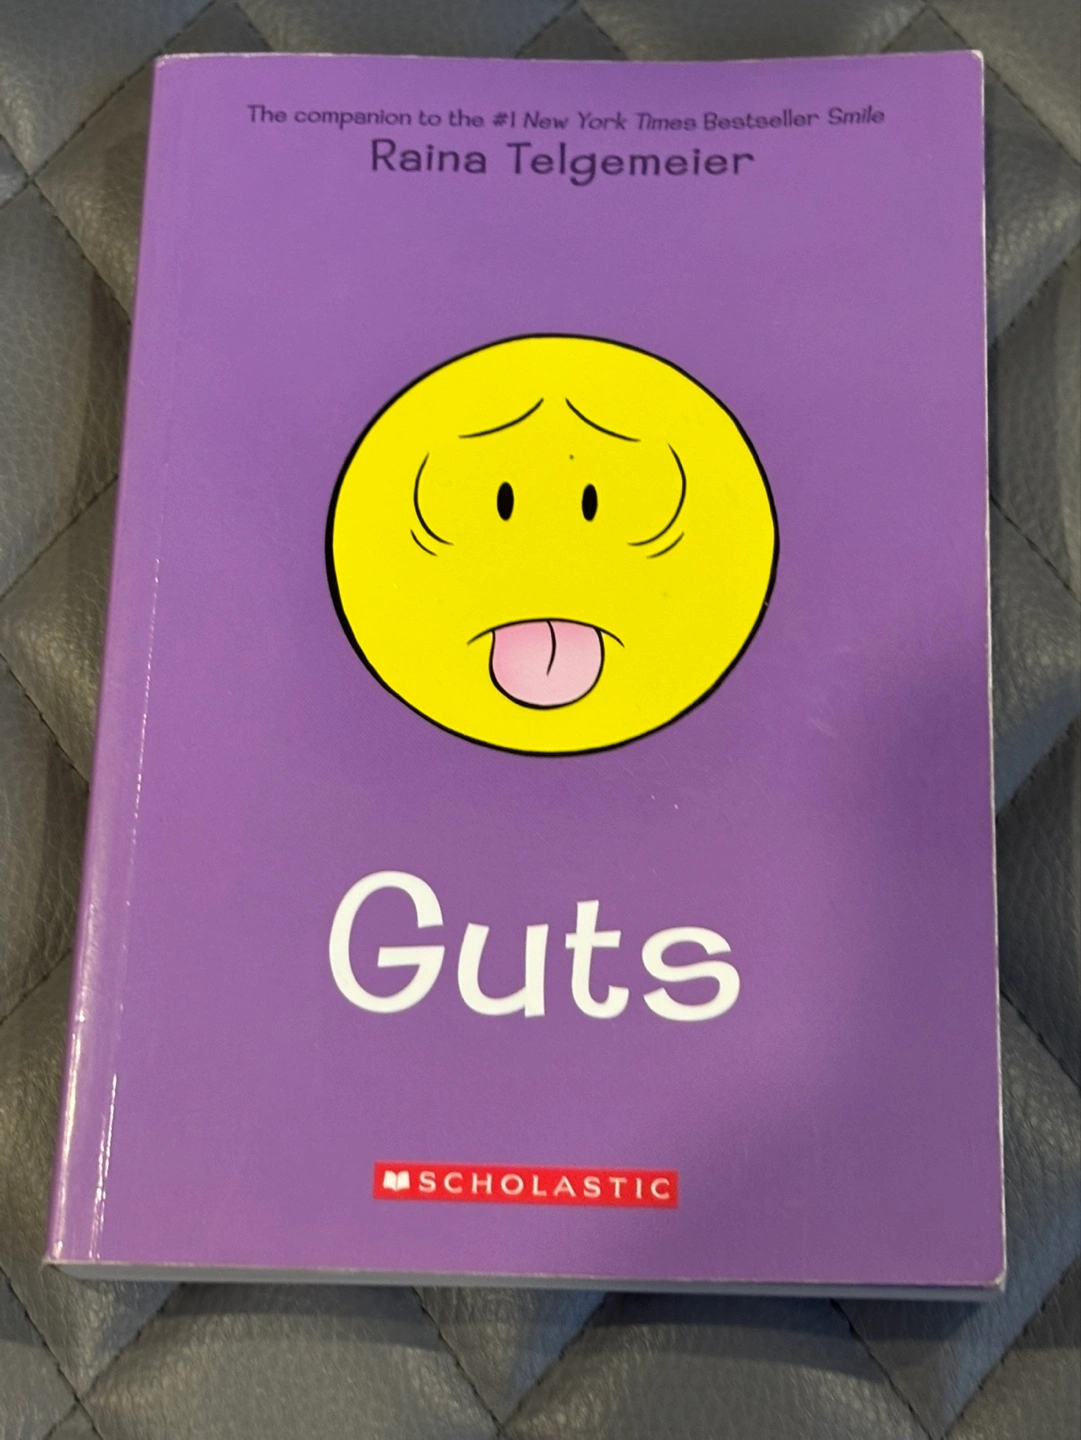 The companion to the #1 New York Times Bestseller Smile
Raina Telgemeier
Guts
SCHOLASTIC